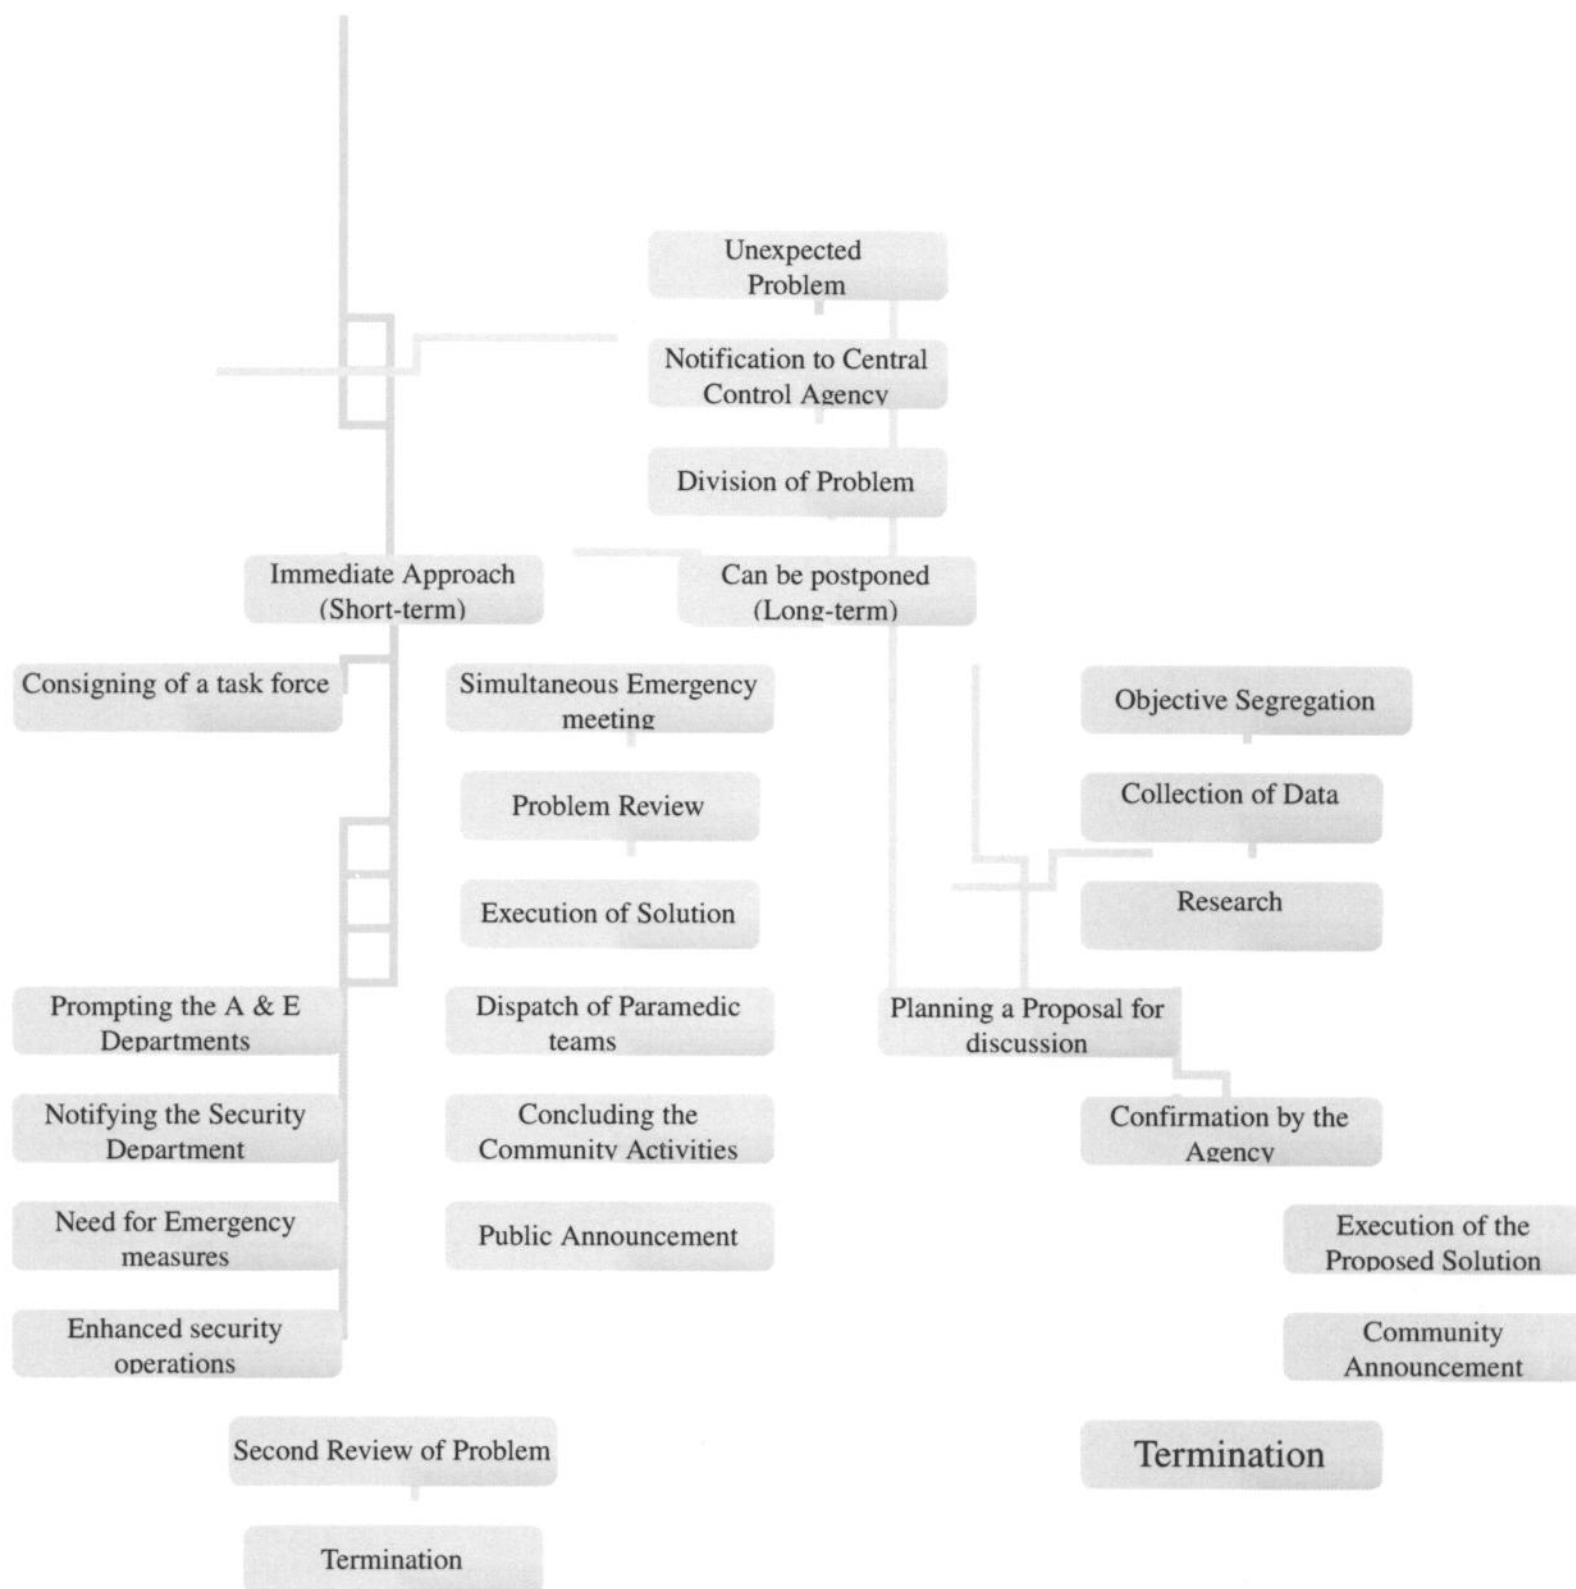 Unexpected
Problem
Notification to Central
Control Agency
Division of Problem
Immediate Approach
(Short-term)
Can be postponed
(Long-term)
Consigning of a task force
Simultaneous Emergency
meeting
Objective Segregation
Problem Review
Collection of Data
Execution of Solution
Research
Prompting the A & E
Departments
Dispatch of Paramedic
teams
Planning a Proposal for
discussion
Notifying the Security
Department
Concluding the
Community Activities
Confirmation by the
Agency
Need for Emergency
measures
Public Announcement
Execution of the
Proposed Solution
Enhanced security
operations
Community
Announcement
Second Review of Problem
Termination
Termination